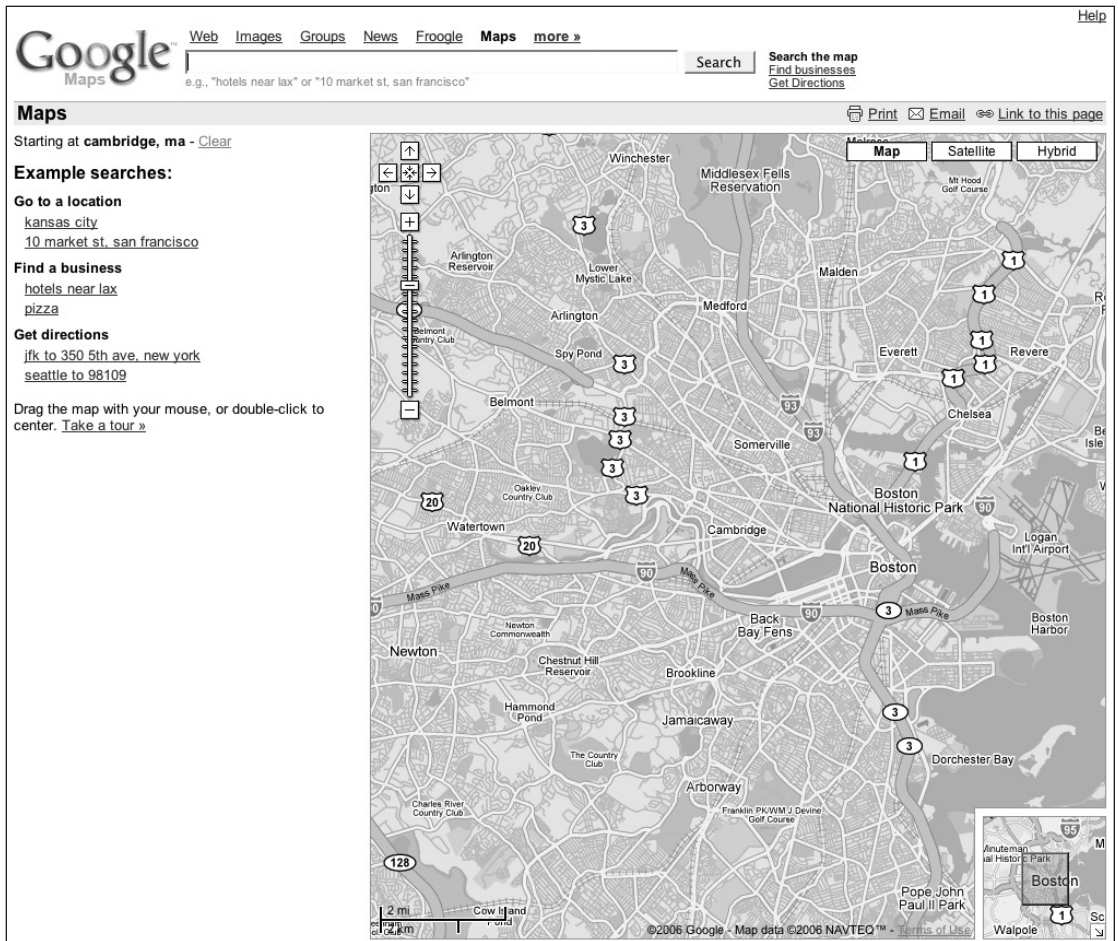 Help
Google™
Maps
Web Images Groups News Froogle Maps more »
Search
e.g., "hotels near lax" or "10 market st, san francisco"
Search the map
Find businesses
Get Directions
Maps
Print Email Link to this page
Starting at cambridge, ma - Clear
Example searches:
Go to a location
kansas city
10 market st, san francisco
Find a business
hotels near lax
pizza
Get directions
jfk to 350 5th ave, new york
seattle to 98109
Drag the map with your mouse, or double-click to
center. Take a tour »
Map Satellite Hybrid
Winchester
Middlesex Fells
Reservation
Melrose
Mt Hood
Golf Course
3
Arlington
Reservoir
Lower
Mystic Lake
Malden
1
1
Medford
Arlington
Spy Pond
3
Everett
1
1
Revere
1
Belmont
3
93
Chelsea
3
93
Somerville
1
3
Oakley
Country Club
3
20
Boston
National Historic Park
90
Watertown
Cambridge
20
Logan
Int'l Airport
Boston
90
Mass Pike
Mass Pike
90
3
Mass Pike
Back
Bay Fens
Boston
Harbor
Newton
Commonwealth
Newton
Chestnut Hill
Reservoir
Brookline
Hammond
Pond
Jamaicaway
3
3
The Country
Club
Dorchester Bay
Arborway
Charles River
Country Club
Franklin PK/WM J Devine
Golf Course
128
Pope John
Paul II Park
2 mi
2 km
Cow Island
Pond
©2006 Google - Map data ©2006 NAVTEQ™ - Terms of Use
95
Minuteman
Boston
1
Walpole